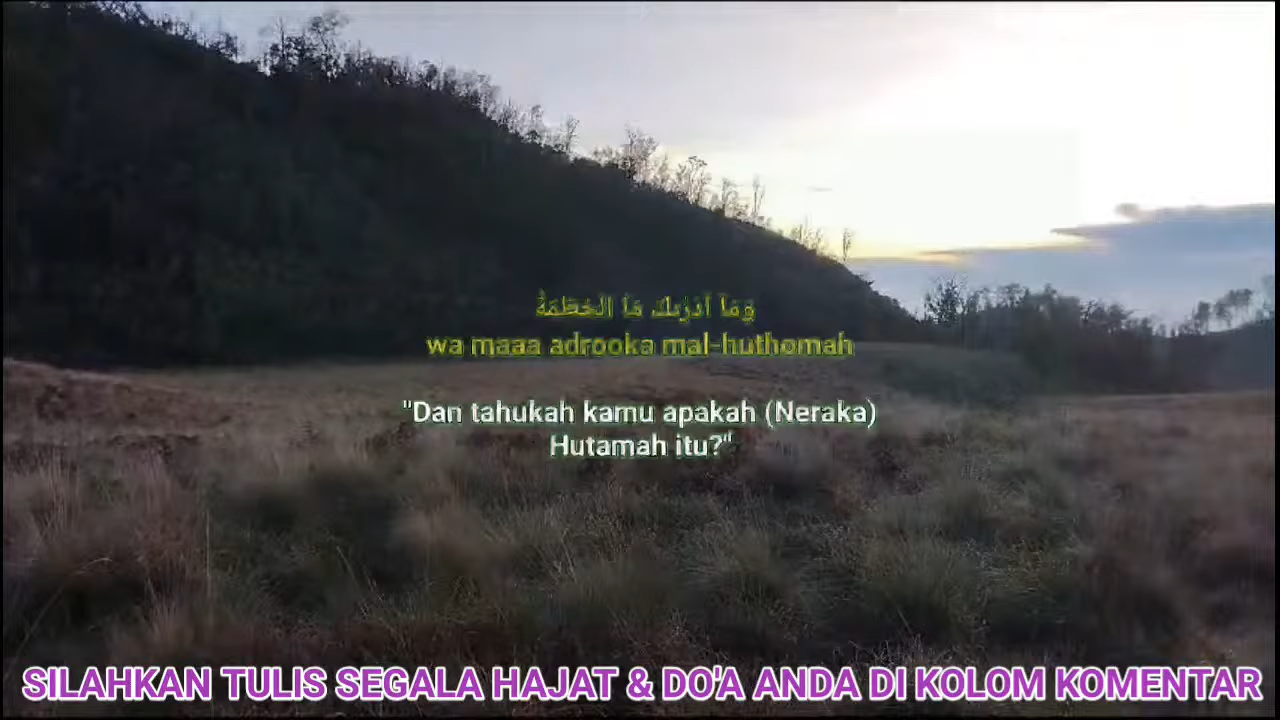 وَمَآ اَدْرٰىكَ مَا الْحُطَمَةُ
wa maaa adrooka mal-huthomah
"Dan tahukah kamu apakah (Neraka)
Hutamah itu?"
SILAHKAN TULIS SEGALA HAJAT & DO'A ANDA DI KOLOM KOMENTAR